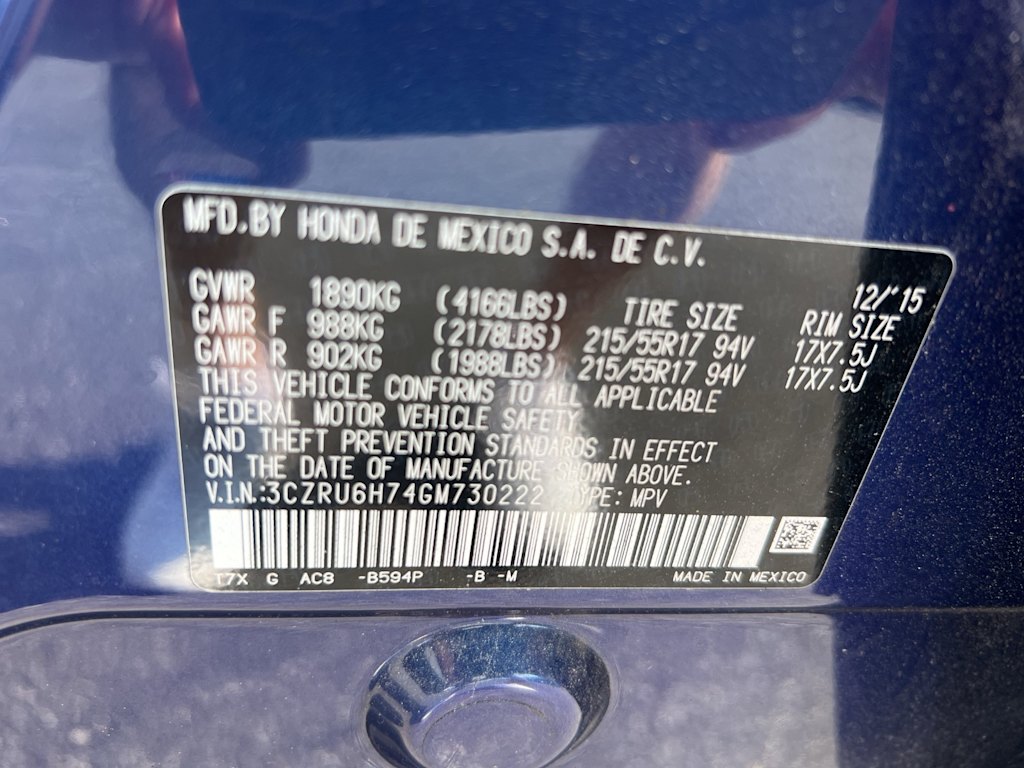 MFD.BY HONDA DE MEXICO S.A. DE C.V.
12/'15
GVWR 1890KG (4166LBS) TIRE SIZE RIM SIZE
GAWR F 988KG (2178LBS) 215/55R17 94V 17X7.5J
GAWR R 902KG (1988LBS) 215/55R17 94V 17X7.5J
THIS VEHICLE CONFORMS TO ALL APPLICABLE
FEDERAL MOTOR VEHICLE SAFETY
AND THEFT PREVENTION STANDARDS IN EFFECT
ON THE DATE OF MANUFACTURE SHOWN ABOVE.
V.I.N.:3CZRU6H74GM730222 TYPE: MPV
T7X G AC8 -B594P -B -M MADE IN MEXICO